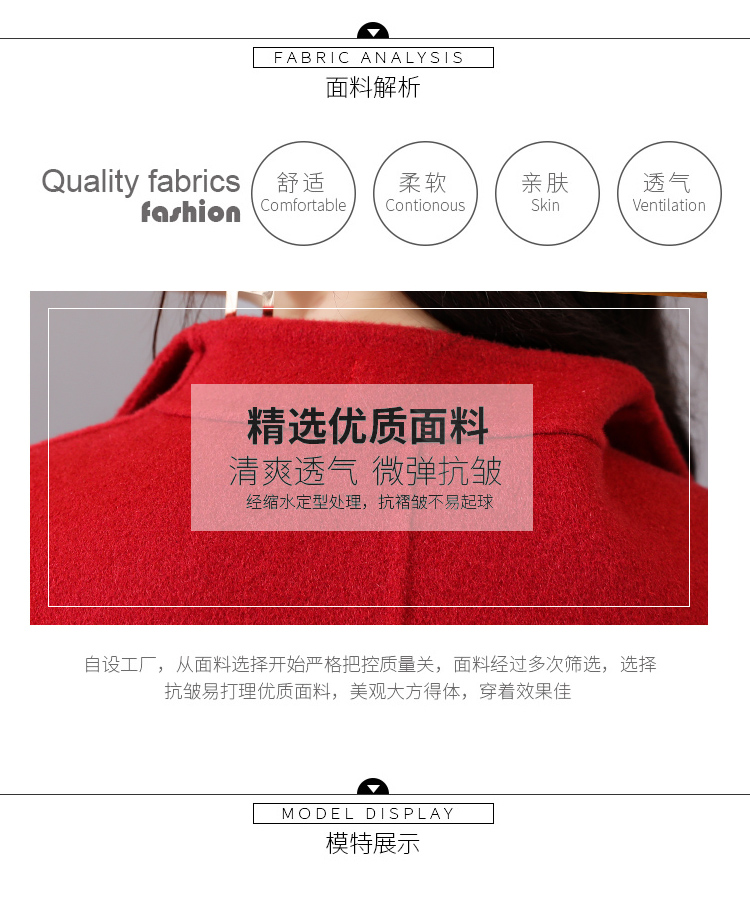 FABRIC ANALYSIS
面料解析
Quality fabrics
fashion
舒适
Comfortable
柔软
Contionous
亲肤
Skin
透气
Ventilation
精选优质面料
清爽透气 微弹抗皱
经缩水定型处理，抗褶皱不易起球
自设工厂，从面料选择开始严格把控质量关，面料经过多次筛选，选择
抗皱易打理优质面料，美观大方得体，穿着效果佳
MODEL DISPLAY
模特展示